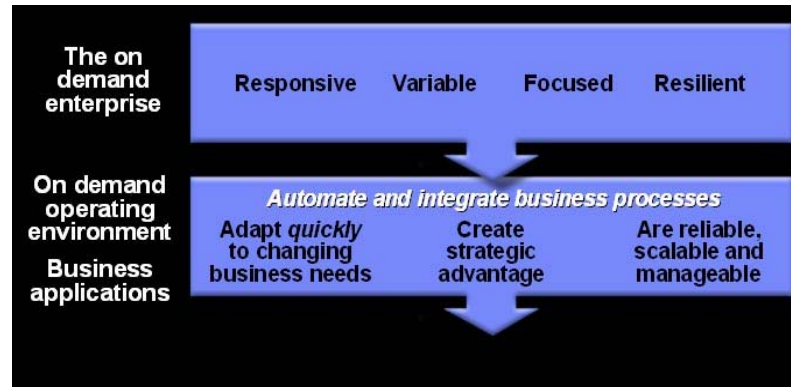 The on
demand
enterprise
Responsive Variable Focused Resilient
On demand
operating
environment
Business
applications
Automate and integrate business processes
Adapt quickly
to changing
business needs
Create
strategic
advantage
Are reliable,
scalable and
manageable